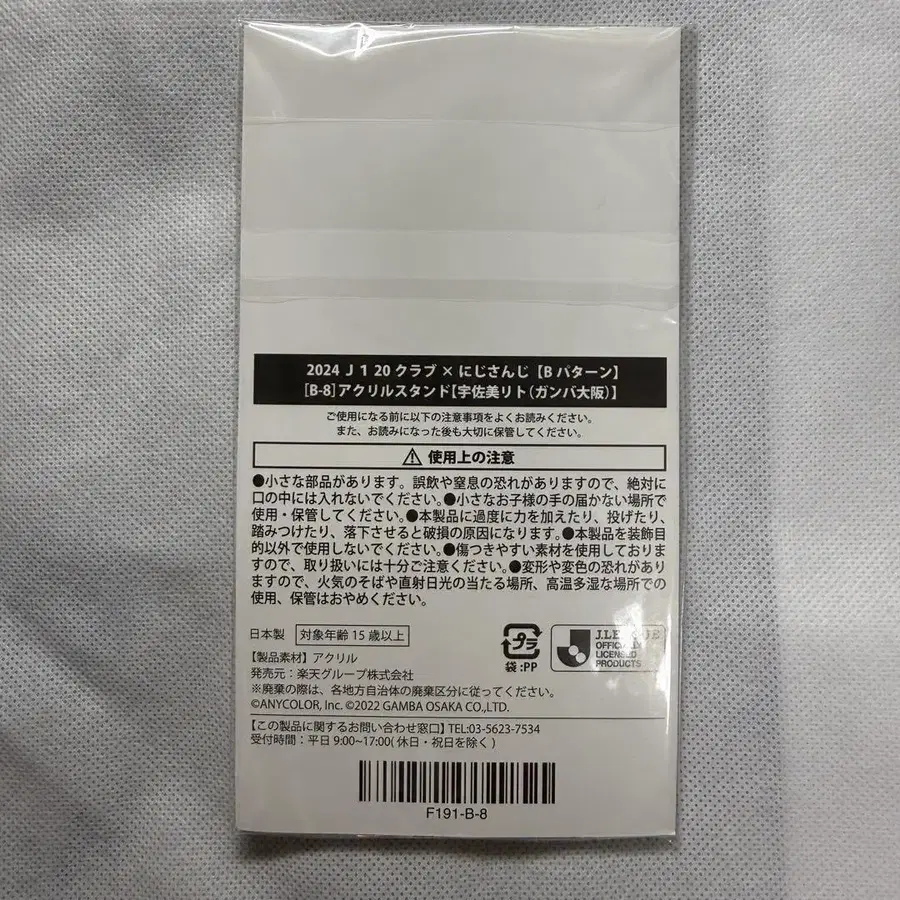 2024 J 1 20 クラブ × にじさんじ【B パターン】
[B-8]アクリルスタンド【宇佐美リト（ガンバ大阪）】
ご使用になる前に以下の注意事項をよくお読みください。
また、お読みになった後も大切に保管してください。
使用上の注意
●小さな部品があります。誤飲や窒息の恐れがありますので、絶対に
口の中には入れないでください。●小さなお子様の手の届かない場所で
使用・保管してください。●本製品に過度に力を加えたり、投げたり、
踏みつけたり、落下させると破損の原因になります。●本製品を装飾目
的以外で使用しないでください。●傷つきやすい素材を使用しておりま
すので、取り扱いには十分ご注意ください。●変形や変色の恐れがあり
ますので、火気のそばや直射日光の当たる場所、高温多湿な場所での
使用、保管はおやめください。
日本製 対象年齢 15 歳以上
プラ
袋:PP
J.LEAGUE
OFFICIAL
LICENSED
PRODUCTS
【製品素材】アクリル
発売元：楽天グループ株式会社
※廃棄の際は、各地方自治体の廃棄区分に従ってください。
©ANYCOLOR, Inc. ©2022 GAMBA OSAKA CO.,LTD.
【この製品に関するお問い合わせ窓口】TEL:03-5623-7534
受付時間：平日 9:00~17:00( 休日・祝日を除く )
F191-B-8